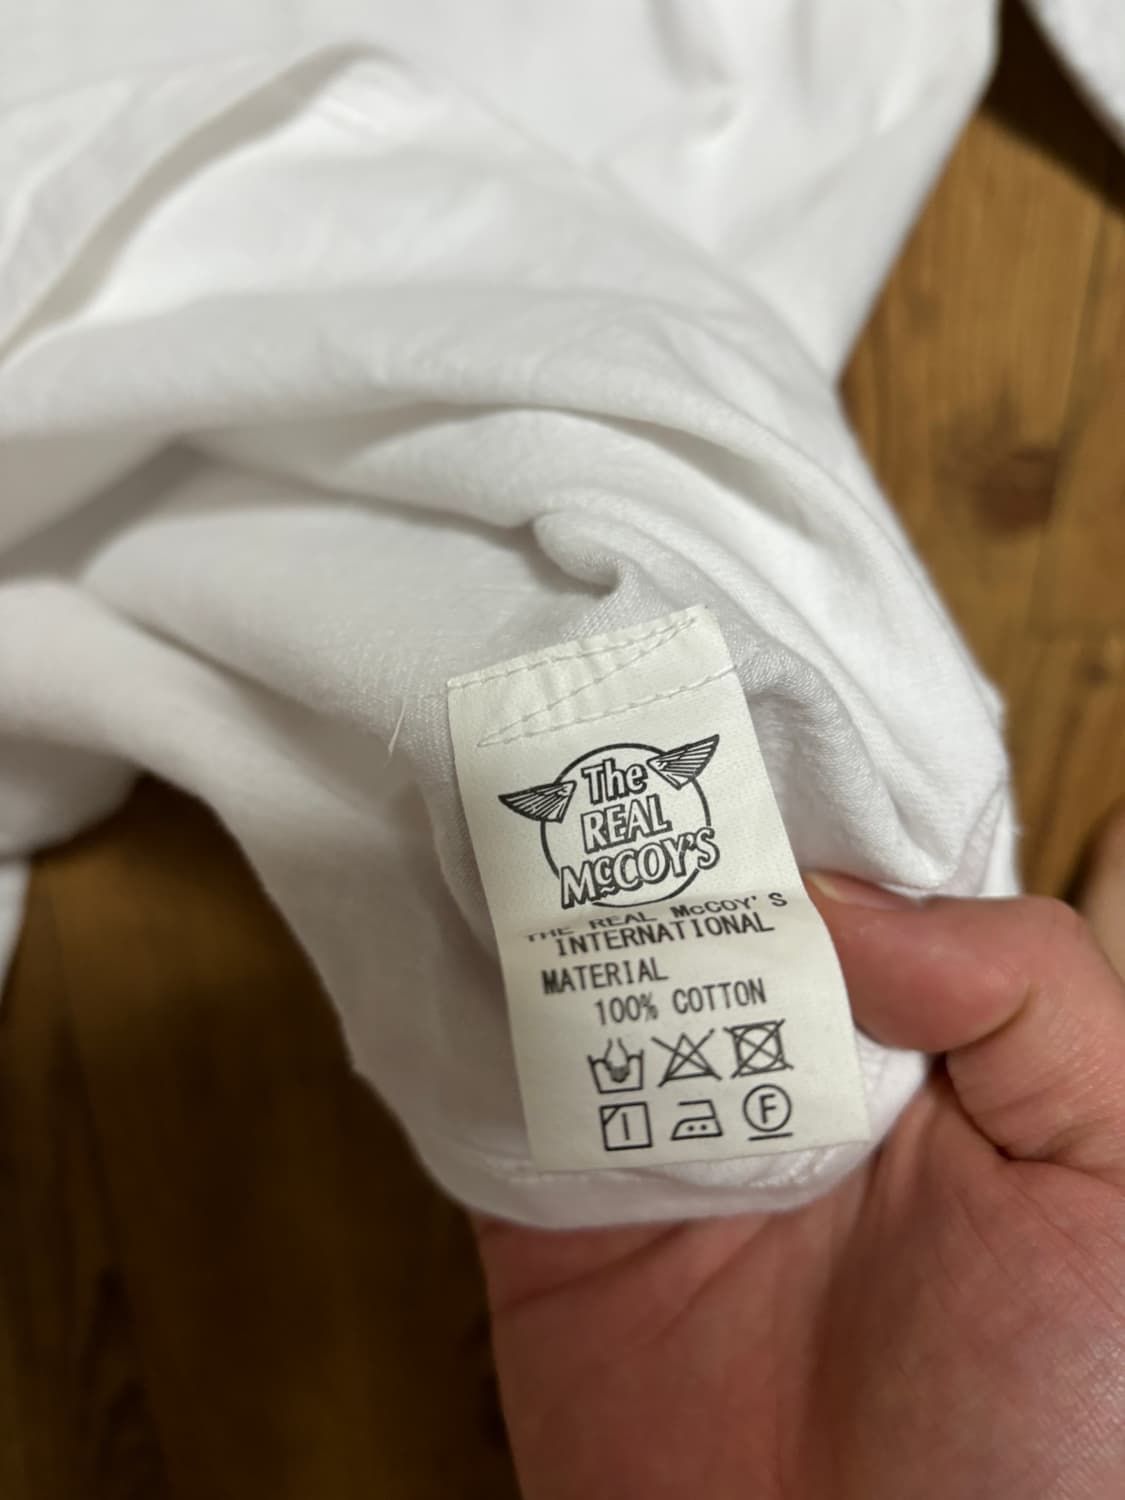 The
REAL
McCOY'S
THE REAL McCOY'S
INTERNATIONAL
MATERIAL
100% COTTON
F